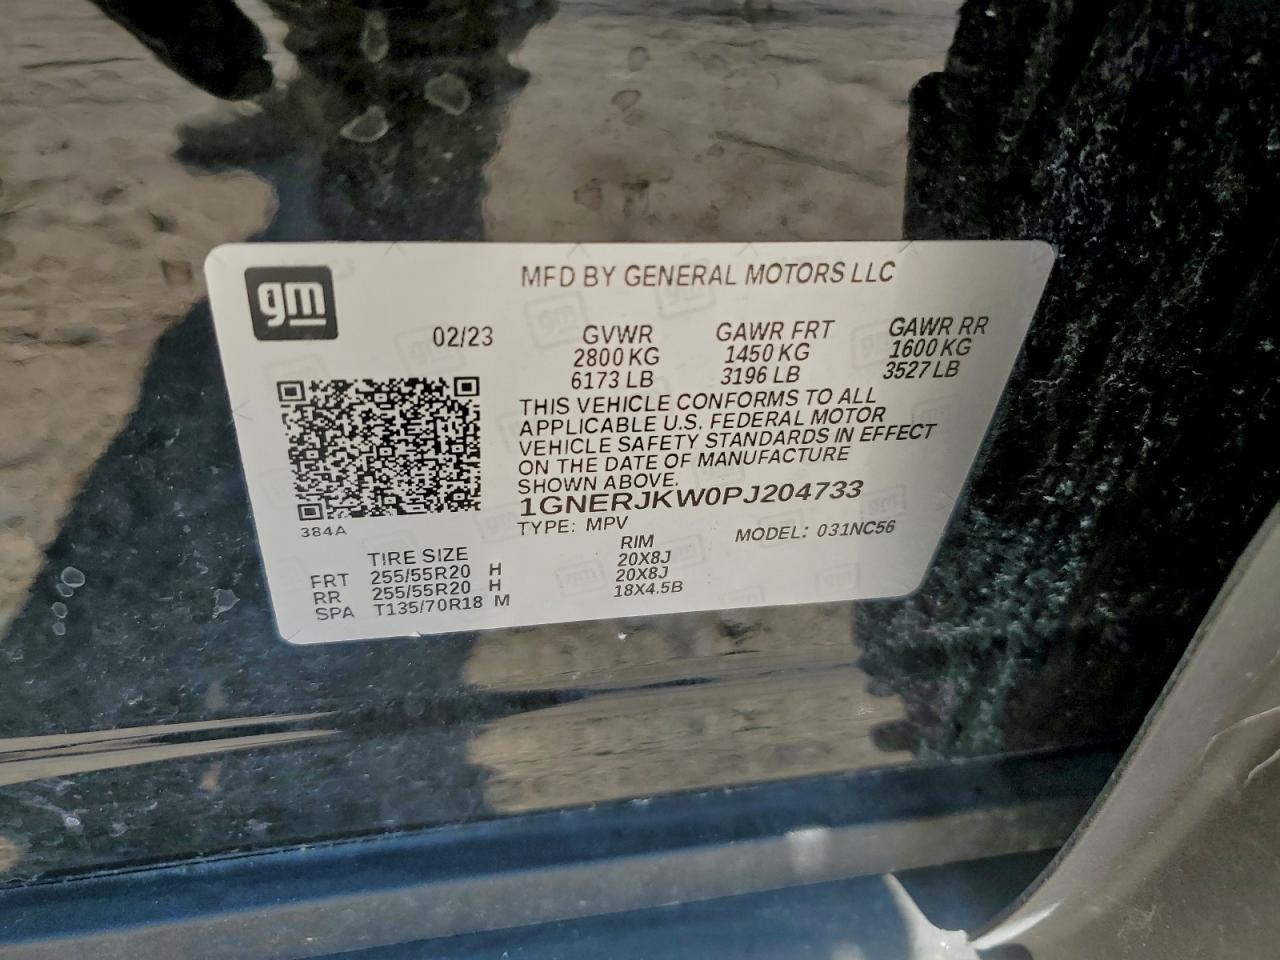 gm
MFD BY GENERAL MOTORS LLC
02/23 GVWR GAWR FRT GAWR RR
2800 KG 1450 KG 1600 KG
6173 LB 3196 LB 3527 LB
THIS VEHICLE CONFORMS TO ALL
APPLICABLE U.S. FEDERAL MOTOR
VEHICLE SAFETY STANDARDS IN EFFECT
ON THE DATE OF MANUFACTURE
SHOWN ABOVE.
1GNERJKW0PJ204733
384A
TYPE: MPV MODEL: 031NC56
TIRE SIZE RIM
FRT 255/55R20 H 20X8J
RR 255/55R20 H 20X8J
SPA T135/70R18 M 18X4.5B